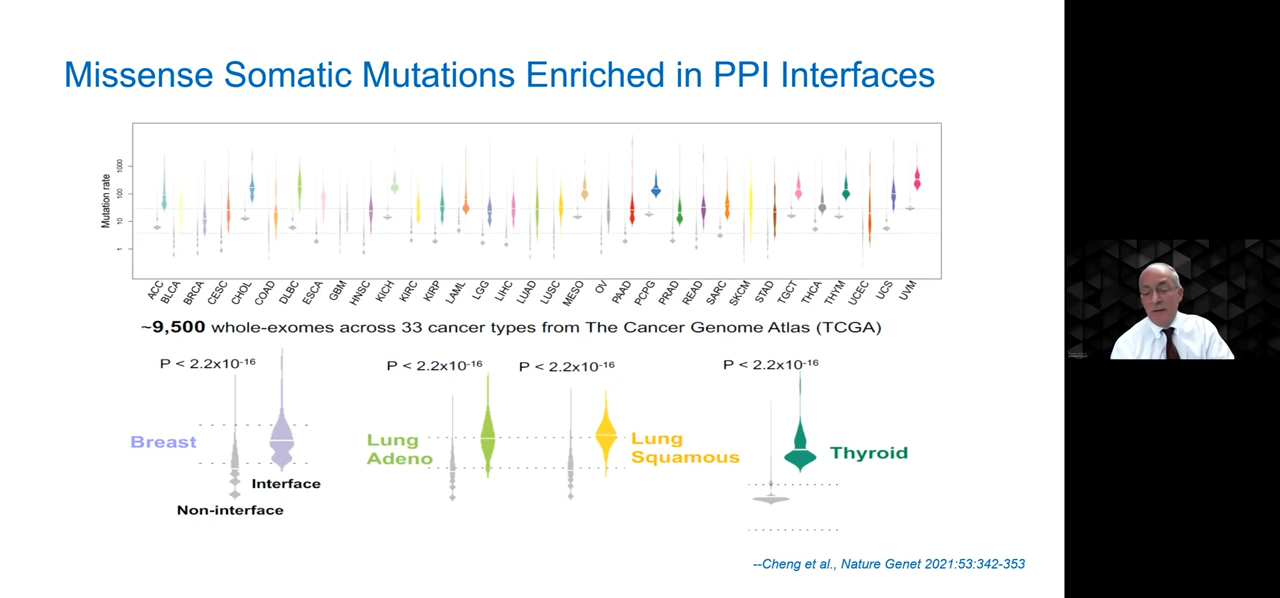 Missense Somatic Mutations Enriched in PPI Interfaces
Mutation rate
1000
100
10
1
ACC BLCA BRCA CESC CHOL COAD DLBC ESCA GBM HNSC KICH KIRC KIRP LAML LGG LIHC LUAD LUSC MESO OV PAAD PCPG PRAD READ SARC SKCM STAD TGCT THCA THYM UCEC UCS UVM
~9,500 whole-exomes across 33 cancer types from The Cancer Genome Atlas (TCGA)
P < 2.2x10-16 P < 2.2x10-16 P < 2.2x10-16 P < 2.2x10-16
Breast
Lung
Adeno
Lung
Squamous
Thyroid
Interface
Non-interface
--Cheng et al., Nature Genet 2021:53:342-353